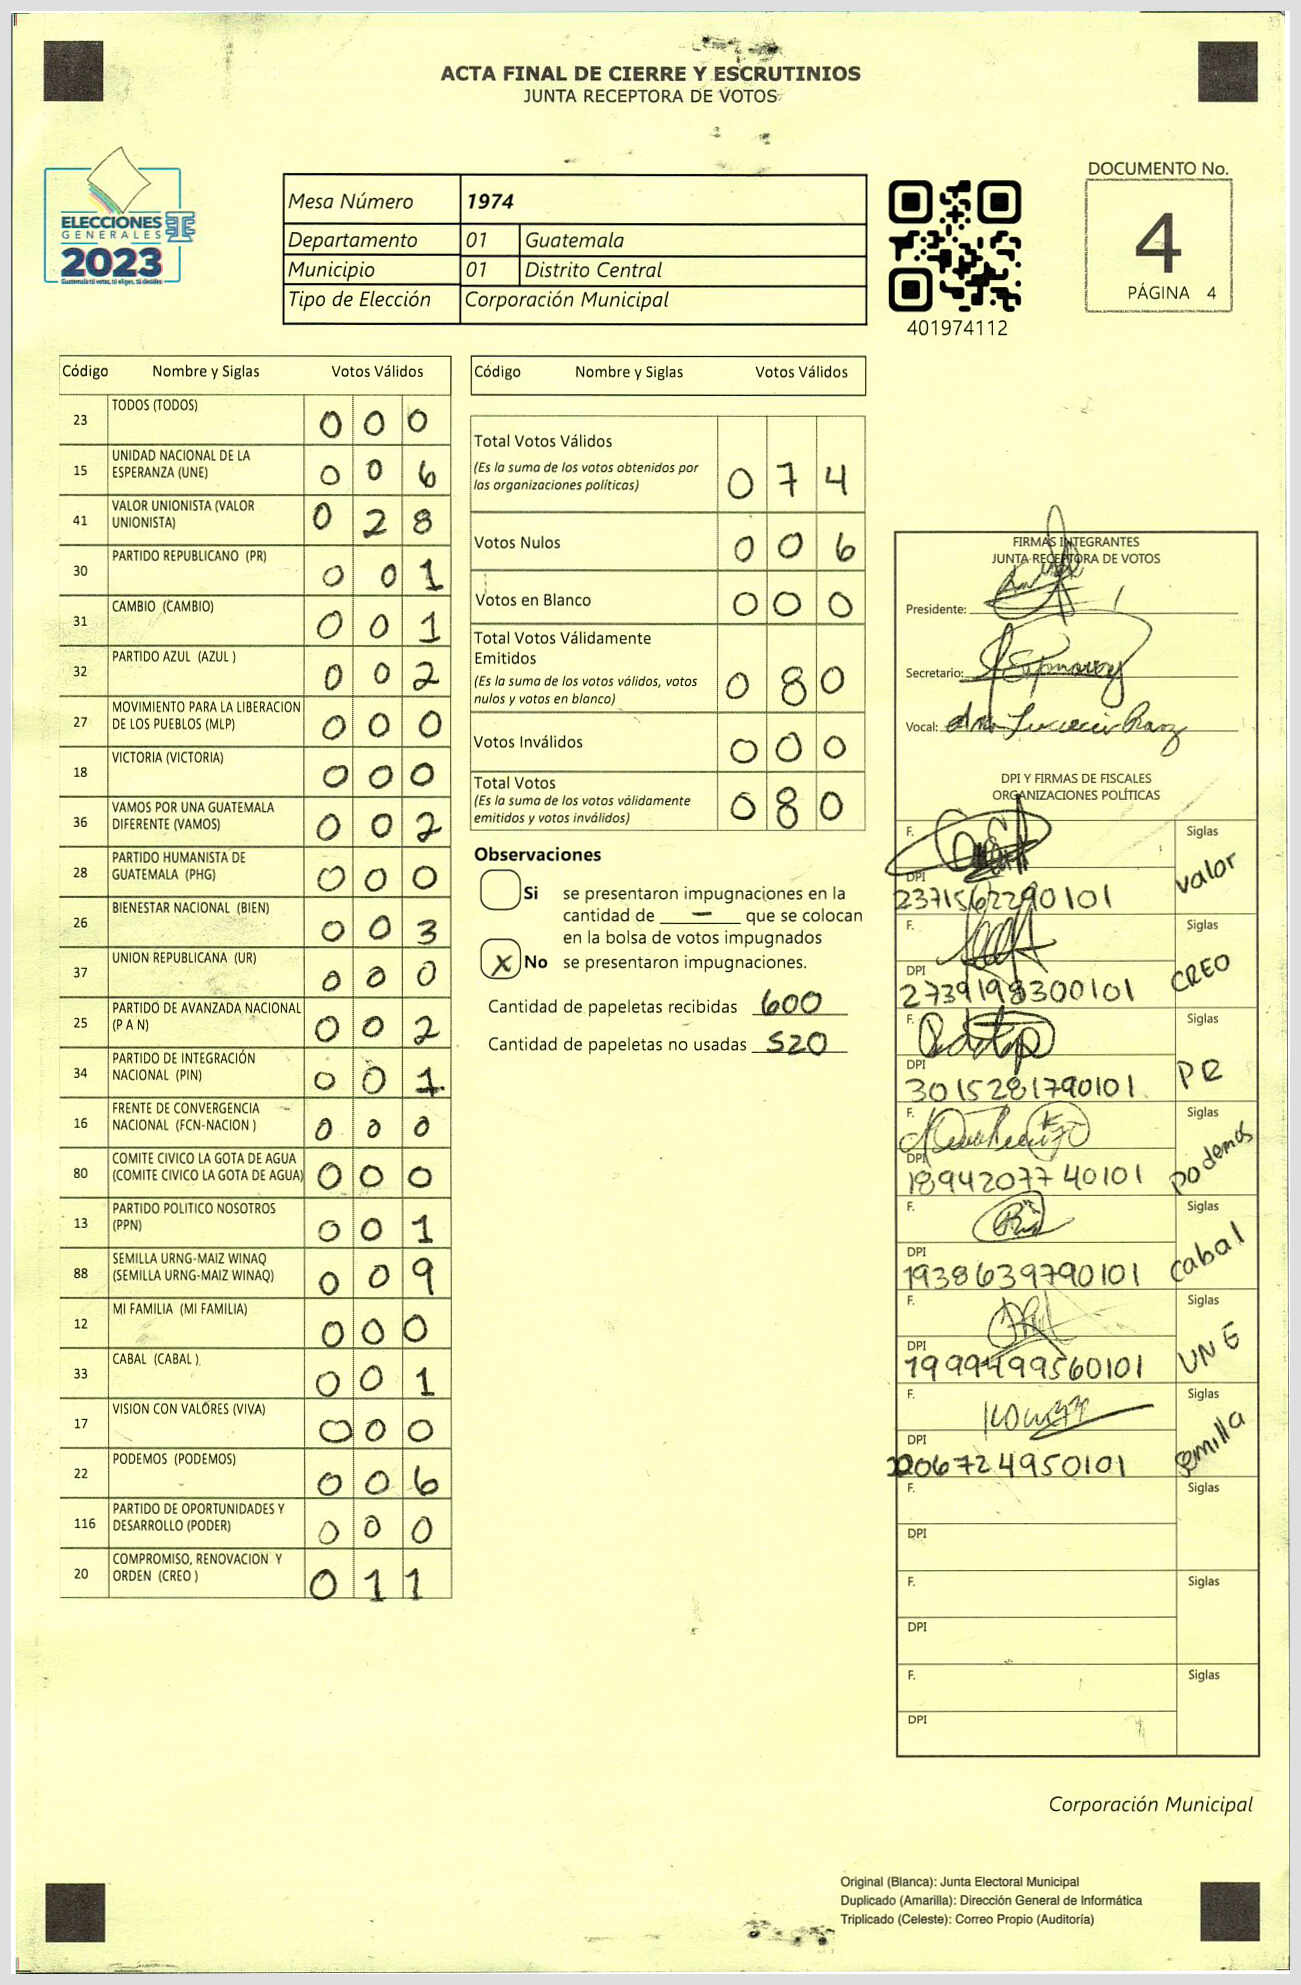 ACTA FINAL DE CIERRE Y ESCRUTINIOS
JUNTA RECEPTORA DE VOTOS
ELECCIONES
GENERALES
2023
Guatemala tú votas, tú eliges, tú decides
Mesa Número 1974
Departamento 01 Guatemala
Municipio 01 Distrito Central
Tipo de Elección Corporación Municipal
401974112
DOCUMENTO No.
4
PÁGINA 4
Código Nombre y Siglas Votos Válidos
23 TODOS (TODOS) 0 0 0
15 UNIDAD NACIONAL DE LA
ESPERANZA (UNE) 0 0 6
41 VALOR UNIONISTA (VALOR
UNIONISTA) 0 2 8
30 PARTIDO REPUBLICANO (PR) 0 0 1
31 CAMBIO (CAMBIO) 0 0 1
32 PARTIDO AZUL (AZUL ) 0 0 2
27 MOVIMIENTO PARA LA LIBERACION
DE LOS PUEBLOS (MLP) 0 0 0
18 VICTORIA (VICTORIA) 0 0 0
36 VAMOS POR UNA GUATEMALA
DIFERENTE (VAMOS) 0 0 2
28 PARTIDO HUMANISTA DE
GUATEMALA (PHG) 0 0 0
26 BIENESTAR NACIONAL (BIEN) 0 0 3
37 UNION REPUBLICANA (UR) 0 0 0
25 PARTIDO DE AVANZADA NACIONAL
(P A N) 0 0 2
34 PARTIDO DE INTEGRACIÓN
NACIONAL (PIN) 0 0 1
16 FRENTE DE CONVERGENCIA
NACIONAL (FCN-NACION ) 0 0 0
80 COMITE CIVICO LA GOTA DE AGUA
(COMITE CIVICO LA GOTA DE AGUA) 0 0 0
13 PARTIDO POLITICO NOSOTROS
(PPN) 0 0 1
88 SEMILLA URNG-MAIZ WINAQ
(SEMILLA URNG-MAIZ WINAQ) 0 0 9
12 MI FAMILIA (MI FAMILIA) 0 0 0
33 CABAL (CABAL ) 0 0 1
17 VISION CON VALORES (VIVA) 0 0 0
22 PODEMOS (PODEMOS) 0 0 6
116 PARTIDO DE OPORTUNIDADES Y
DESARROLLO (PODER) 0 0 0
20 COMPROMISO, RENOVACION Y
ORDEN (CREO ) 0 1 1
Código Nombre y Siglas Votos Válidos
Total Votos Válidos
(Es la suma de los votos obtenidos por
las organizaciones políticas) 0 7 4
Votos Nulos 0 0 6
Votos en Blanco 0 0 0
Total Votos Válidamente
Emitidos
(Es la suma de los votos válidos, votos
nulos y votos en blanco) 0 8 0
Votos Inválidos 0 0 0
Total Votos
(Es la suma de los votos válidamente
emitidos y votos inválidos) 0 8 0
Observaciones
Si se presentaron impugnaciones en la
cantidad de — que se colocan
en la bolsa de votos impugnados
X No se presentaron impugnaciones.
Cantidad de papeletas recibidas 600
Cantidad de papeletas no usadas 520
FIRMAS INTEGRANTES
JUNTA RECEPTORA DE VOTOS
Presidente:
Secretario:
Vocal:
DPI Y FIRMAS DE FISCALES
ORGANIZACIONES POLÍTICAS
F. Siglas
valor
DPI
2371562290101
F. Siglas
CREO
DPI
2739198300101
F. Siglas
PR
DPI
3015281790101
F. Siglas
podemos
DPI
1894207740101
F. Siglas
cabal
DPI
1938639790101
F. Siglas
UNE
DPI
1999499560101
F. Siglas
semilla
DPI
206724950101
F. Siglas
DPI
F. Siglas
DPI
F. Siglas
DPI
Corporación Municipal
Original (Blanca): Junta Electoral Municipal
Duplicado (Amarilla): Dirección General de Informática
Triplicado (Celeste): Correo Propio (Auditoría)